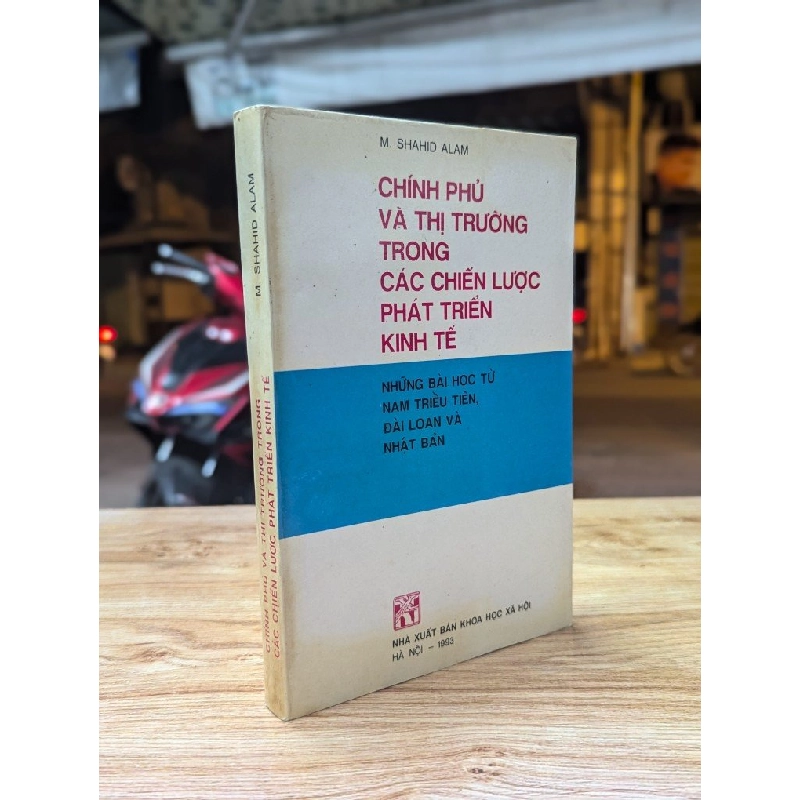 M. SHAHID ALAM
CHÍNH PHỦ
VÀ THỊ TRƯỜNG
TRONG
CÁC CHIẾN LƯỢC
PHÁT TRIỂN
KINH TẾ
NHỮNG BÀI HỌC TỪ
NAM TRIỀU TIÊN,
ĐÀI LOAN VÀ
NHẬT BẢN
NHÀ XUẤT BẢN KHOA HỌC XÃ HỘI
HÀ NỘI - 1993
M. SHAHID ALAM
CHÍNH PHỦ VÀ THỊ TRƯỜNG TRONG
CÁC CHIẾN LƯỢC PHÁT TRIỂN KINH TẾ